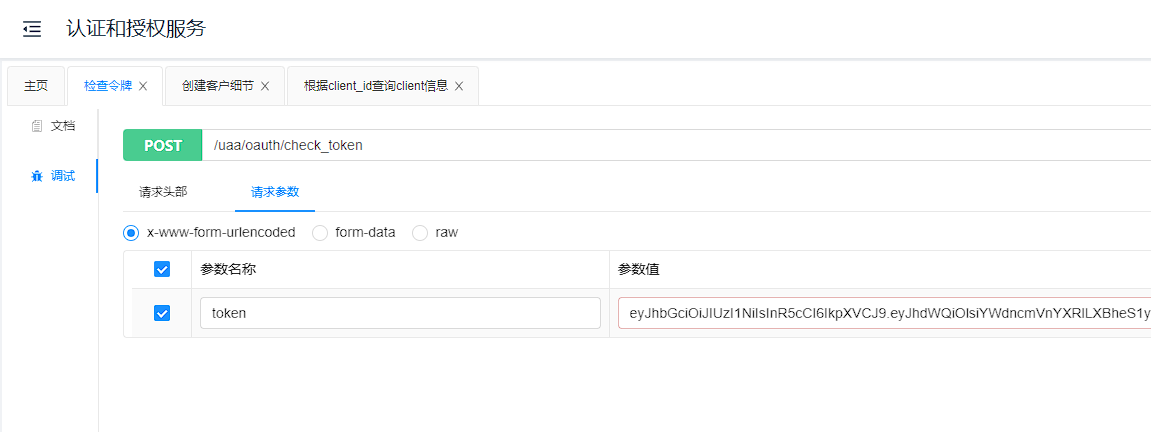 认证和授权服务
主页
检查令牌
创建客户细节
根据client_id查询client信息
文档
调试
POST
/uaa/oauth/check_token
请求头部
请求参数
x-www-form-urlencoded
form-data
raw
参数名称
参数值
token
eyJhbGciOiJIUzI1NiIsInR5cCI6IkpXVCJ9.eyJhdWQiOlsiYWdncmVnYXRlLXBheS1y